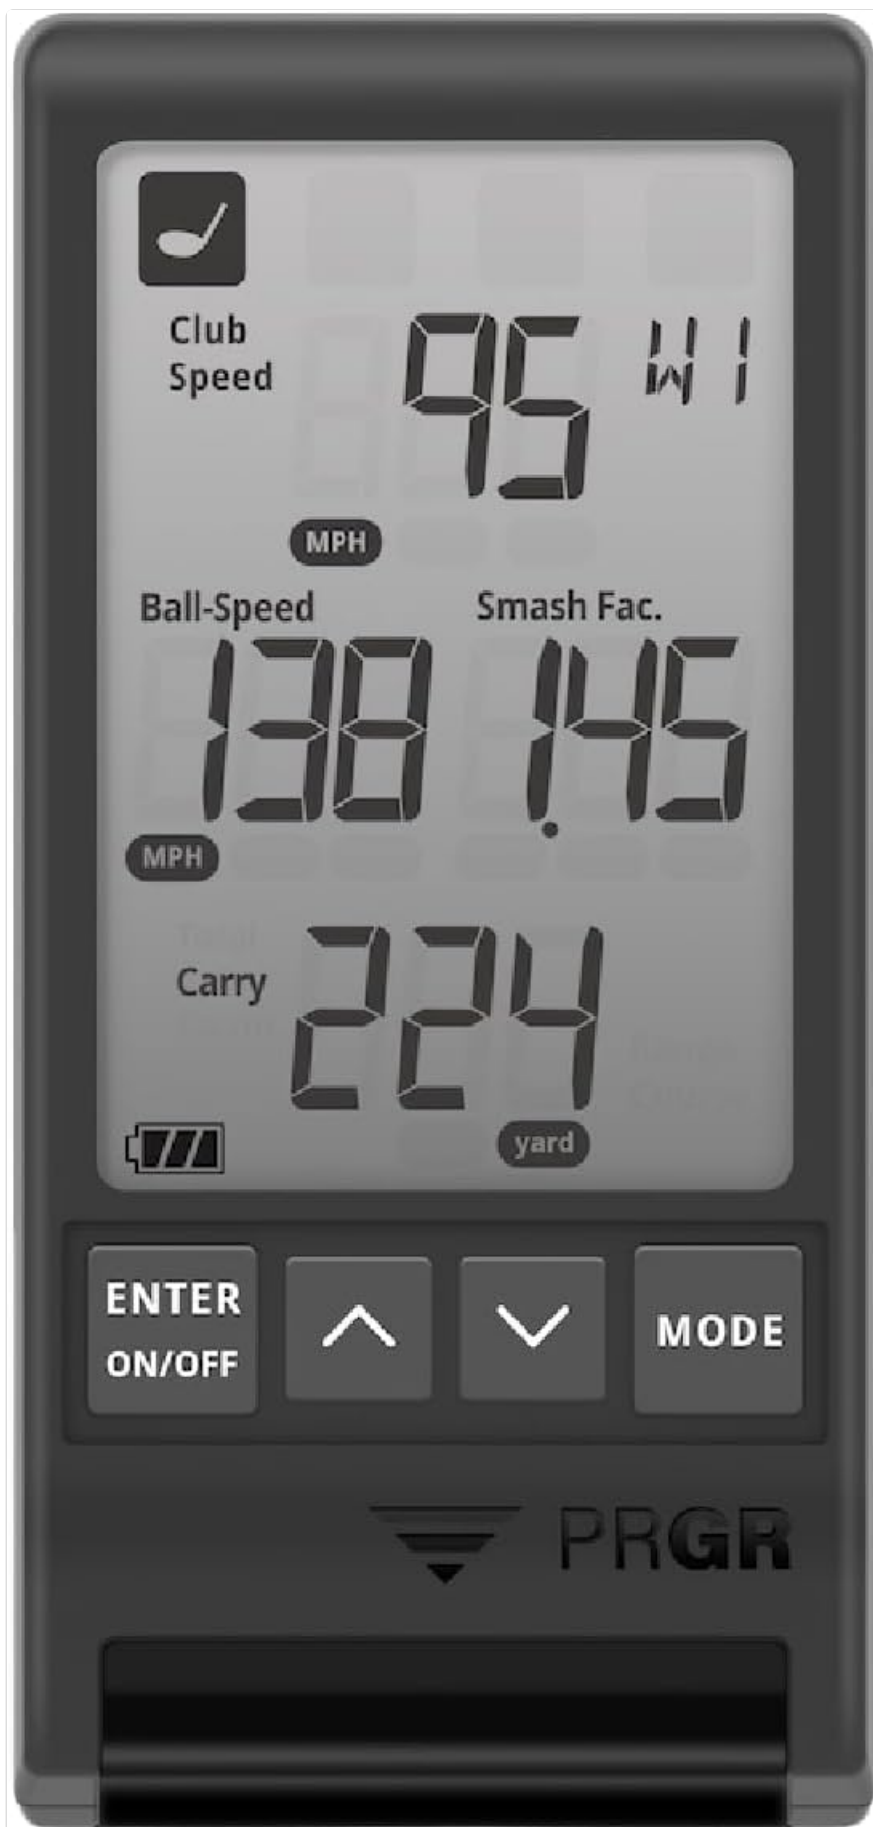 Club
Speed
95
W1
MPH
Ball-Speed
Smash Fac.
138
1.45
MPH
Carry
224
yard
ENTER
ON/OFF
MODE
PRGR